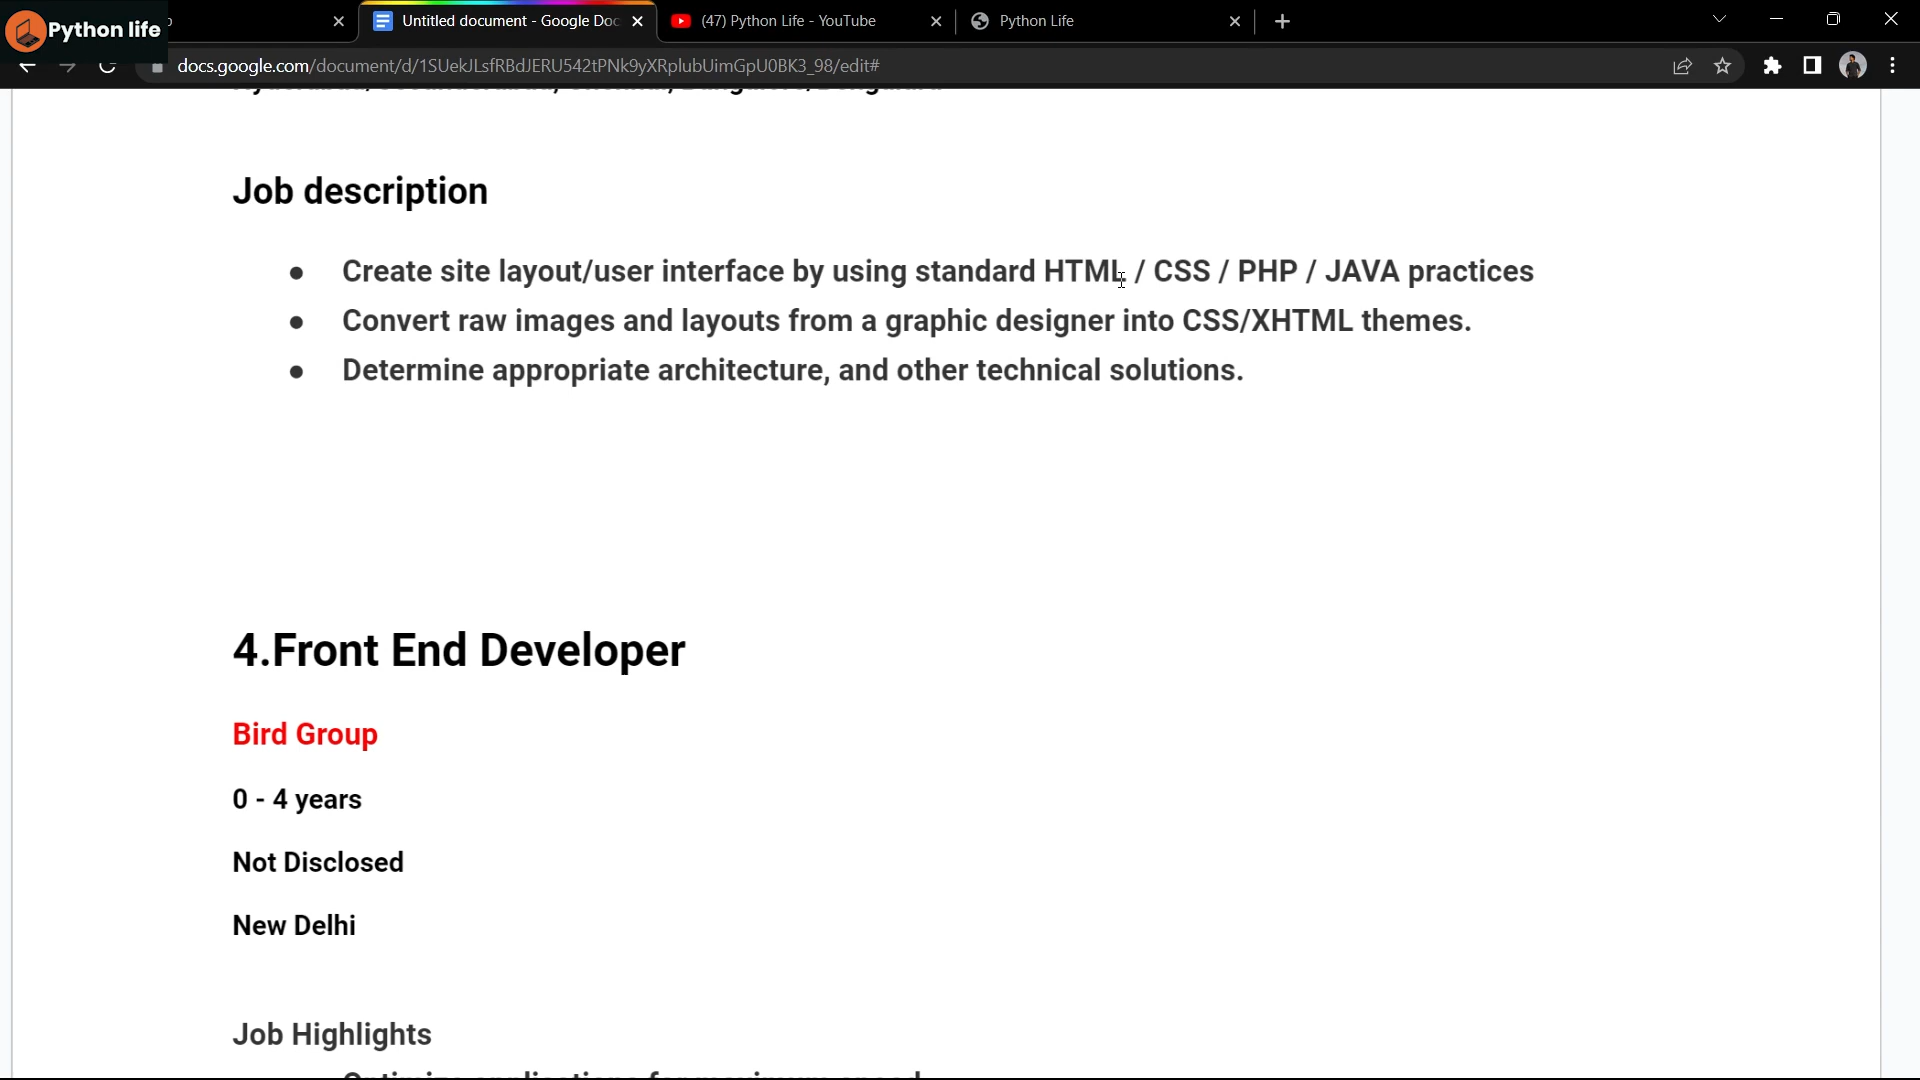 Python life
Untitled document - Google Doc
(47) Python Life - YouTube
Python Life
docs.google.com/document/d/1SUekJLsfRBdJERU542tPNk9yXRplubUimGpU0BK3_98/edit#
Job description
● Create site layout/user interface by using standard HTML / CSS / PHP / JAVA practices
● Convert raw images and layouts from a graphic designer into CSS/XHTML themes.
● Determine appropriate architecture, and other technical solutions.
4.Front End Developer
Bird Group
0 - 4 years
Not Disclosed
New Delhi
Job Highlights